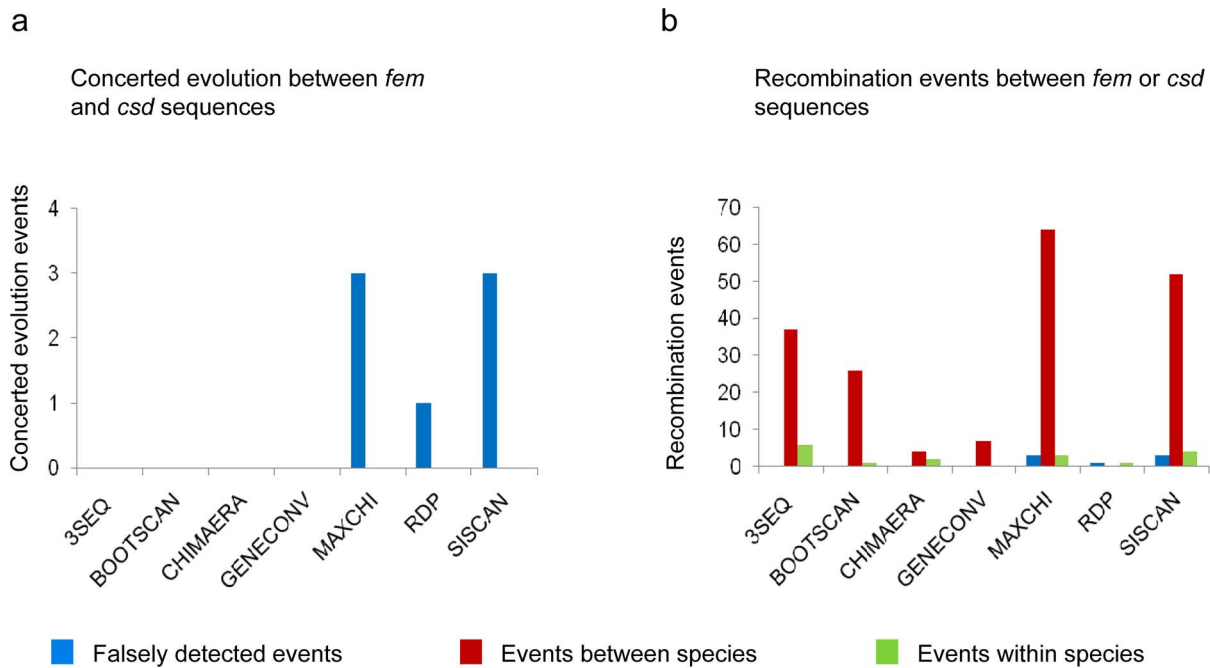 a
Concerted evolution between fem
and csd sequences
Concerted evolution events
4
3
2
1
0
3SEQ
BOOTSCAN
CHIMAERA
GENECONV
MAXCHI
RDP
SISCAN
b
Recombination events between fem or csd
sequences
Recombination events
70
60
50
40
30
20
10
0
3SEQ
BOOTSCAN
CHIMAERA
GENECONV
MAXCHI
RDP
SISCAN
Falsely detected events
Events between species
Events within species